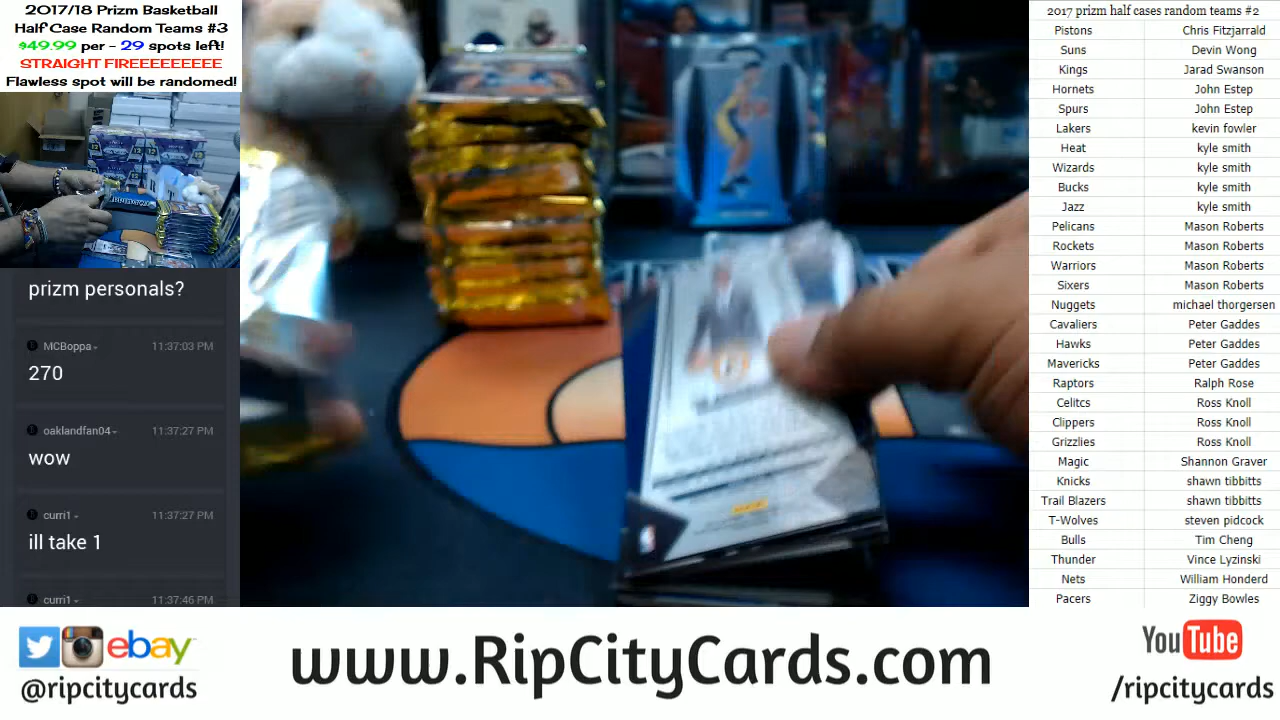 2017/18 Prizm Basketball
Half Case Random Teams #3
$49.99 per - 29 spots left!
STRAIGHT FIREEEEEEEEE
Flawless spot will be randomed!
prizm personals?
MCBoppa 11:37:03 PM
270
oaklandfan04 11:37:27 PM
wow
curri1 11:37:27 PM
ill take 1
curri1 11:37:46 PM
2017 prizm half cases random teams #2
Pistons Chris Fitzjarrald
Suns Devin Wong
Kings Jarad Swanson
Hornets John Estep
Spurs John Estep
Lakers kevin fowler
Heat kyle smith
Wizards kyle smith
Bucks kyle smith
Jazz kyle smith
Pelicans Mason Roberts
Rockets Mason Roberts
Warriors Mason Roberts
Sixers Mason Roberts
Nuggets michael thorgersen
Cavaliers Peter Gaddes
Hawks Peter Gaddes
Mavericks Peter Gaddes
Raptors Ralph Rose
Celitcs Ross Knoll
Clippers Ross Knoll
Grizzlies Ross Knoll
Magic Shannon Graver
Knicks shawn tibbitts
Trail Blazers shawn tibbitts
T-Wolves steven pidcock
Bulls Tim Cheng
Thunder Vince Lyzinski
Nets William Honderd
Pacers Ziggy Bowles
ebay
@ripcitycards
www.RipCityCards.com
YouTube
/ripcitycards